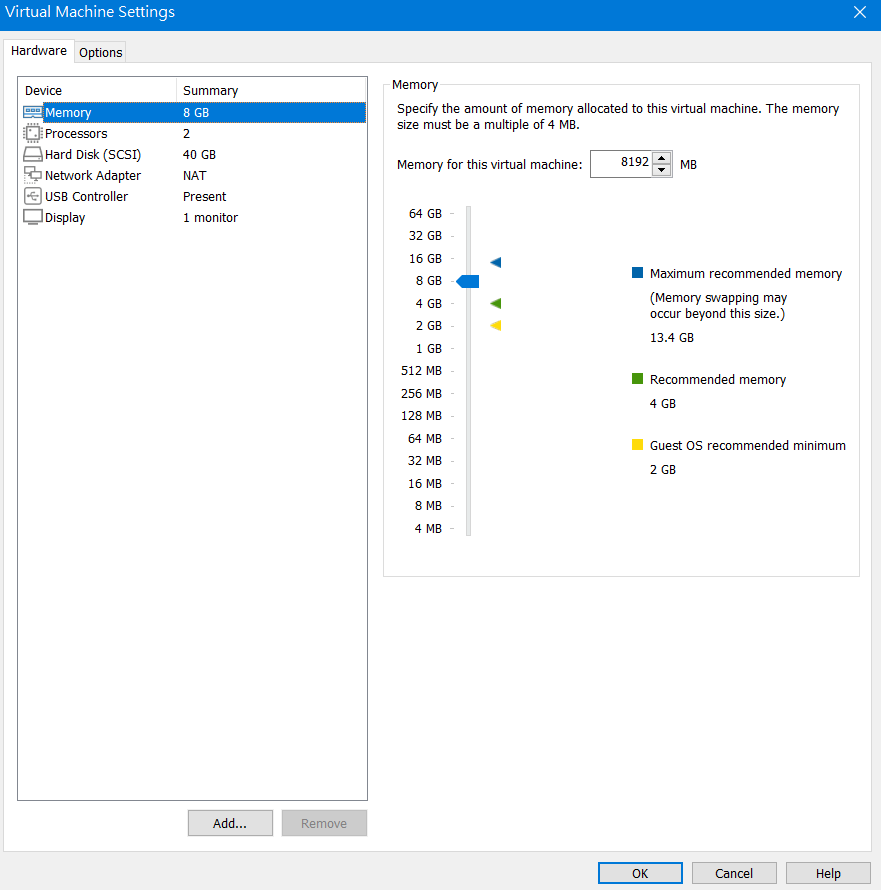 Virtual Machine Settings
Hardware
Options
Device Summary
Memory 8 GB
Processors 2
Hard Disk (SCSI) 40 GB
Network Adapter NAT
USB Controller Present
Display 1 monitor
Add...
Remove
Memory
Specify the amount of memory allocated to this virtual machine. The memory
size must be a multiple of 4 MB.
Memory for this virtual machine: 8192 MB
64 GB
32 GB
16 GB
8 GB
4 GB
2 GB
1 GB
512 MB
256 MB
128 MB
64 MB
32 MB
16 MB
8 MB
4 MB
Maximum recommended memory
(Memory swapping may
occur beyond this size.)
13.4 GB
Recommended memory
4 GB
Guest OS recommended minimum
2 GB
OK
Cancel
Help